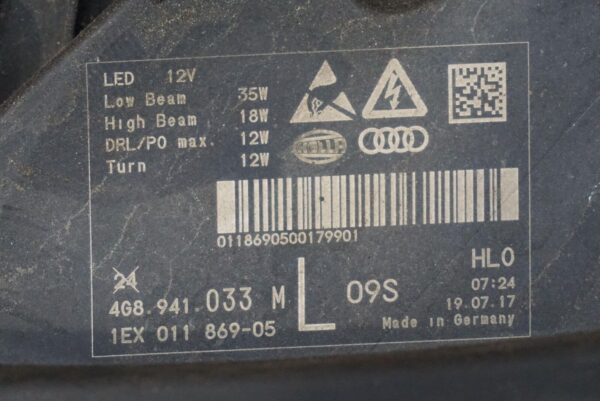 LED 12V
Low Beam 35W
High Beam 18W
DRL/PO max. 12W
Turn 12W
HELLA
0118690500179901
24
HL0
4G8.941.033 M L 09S 07:24
19.07.17
1EX 011 869-05 Made in Germany